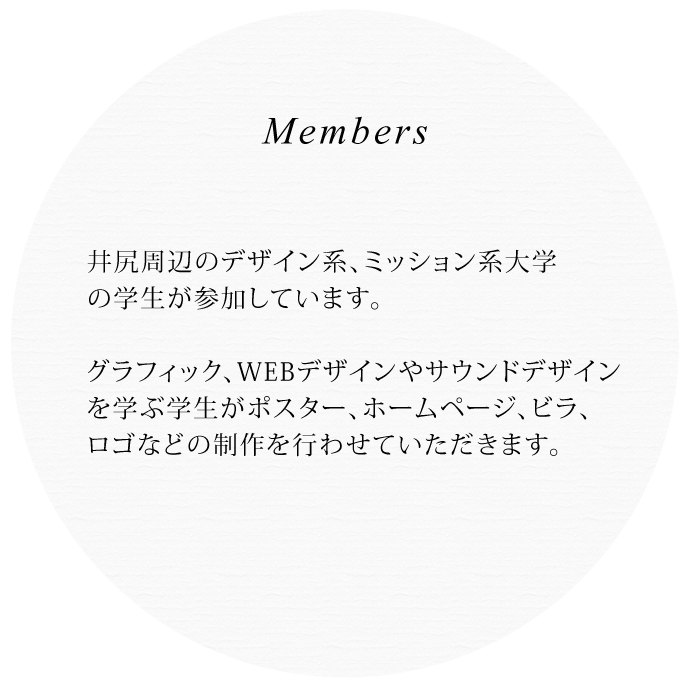 Members
井尻周辺のデザイン系、ミッション系大学
の学生が参加しています。
グラフィック、WEBデザインやサウンドデザイン
を学ぶ学生がポスター、ホームページ、ビラ、
ロゴなどの制作を行わせていただきます。